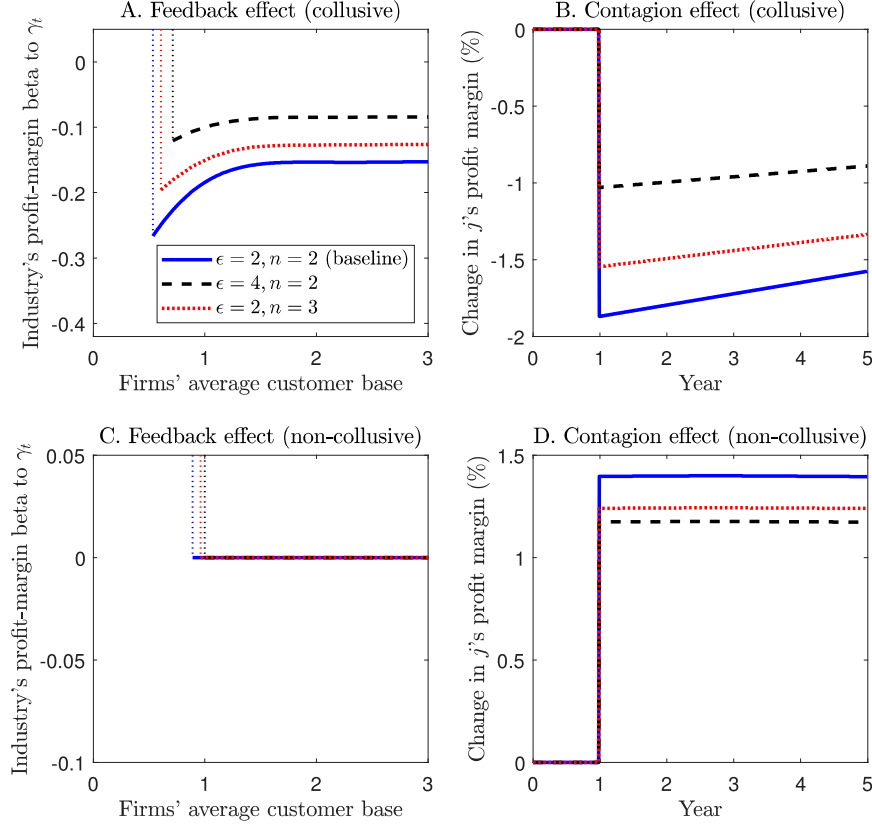 A. Feedback effect (collusive)
Industry's profit-margin beta to γt
0
-0.1
-0.2
-0.3
-0.4
ϵ = 2, n = 2 (baseline)
ϵ = 4, n = 2
ϵ = 2, n = 3
0 1 2 3
Firms' average customer base
B. Contagion effect (collusive)
Change in j's profit margin (%)
0
-0.5
-1
-1.5
-2
0 1 2 3 4 5
Year
C. Feedback effect (non-collusive)
Industry's profit-margin beta to γt
0.05
0
-0.05
-0.1
0 1 2 3
Firms' average customer base
D. Contagion effect (non-collusive)
Change in j's profit margin (%)
1.5
1
0.5
0
0 1 2 3 4 5
Year